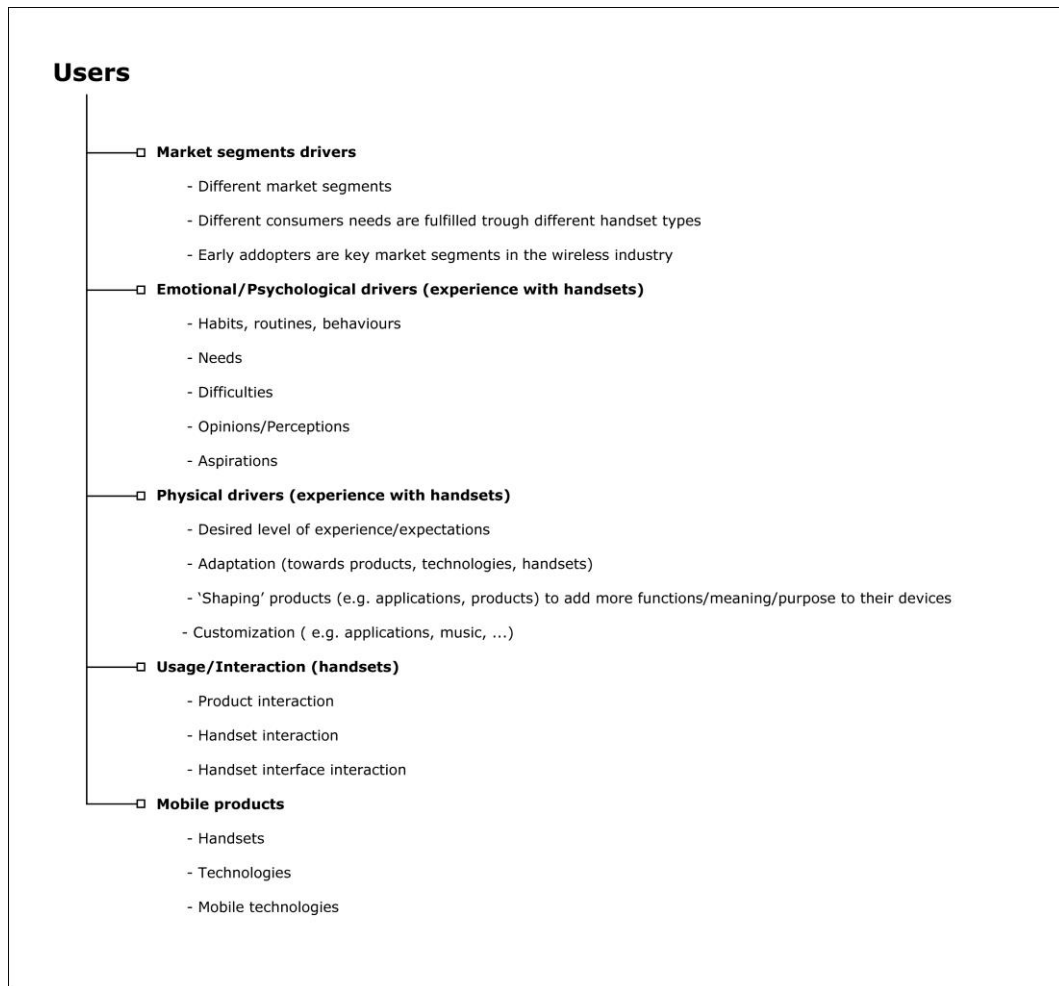 Users
Market segments drivers
- Different market segments
- Different consumers needs are fulfilled trough different handset types
- Early addopters are key market segments in the wireless industry
Emotional/Psychological drivers (experience with handsets)
- Habits, routines, behaviours
- Needs
- Difficulties
- Opinions/Perceptions
- Aspirations
Physical drivers (experience with handsets)
- Desired level of experience/expectations
- Adaptation (towards products, technologies, handsets)
- ‘Shaping’ products (e.g. applications, products) to add more functions/meaning/purpose to their devices
- Customization ( e.g. applications, music, ...)
Usage/Interaction (handsets)
- Product interaction
- Handset interaction
- Handset interface interaction
Mobile products
- Handsets
- Technologies
- Mobile technologies